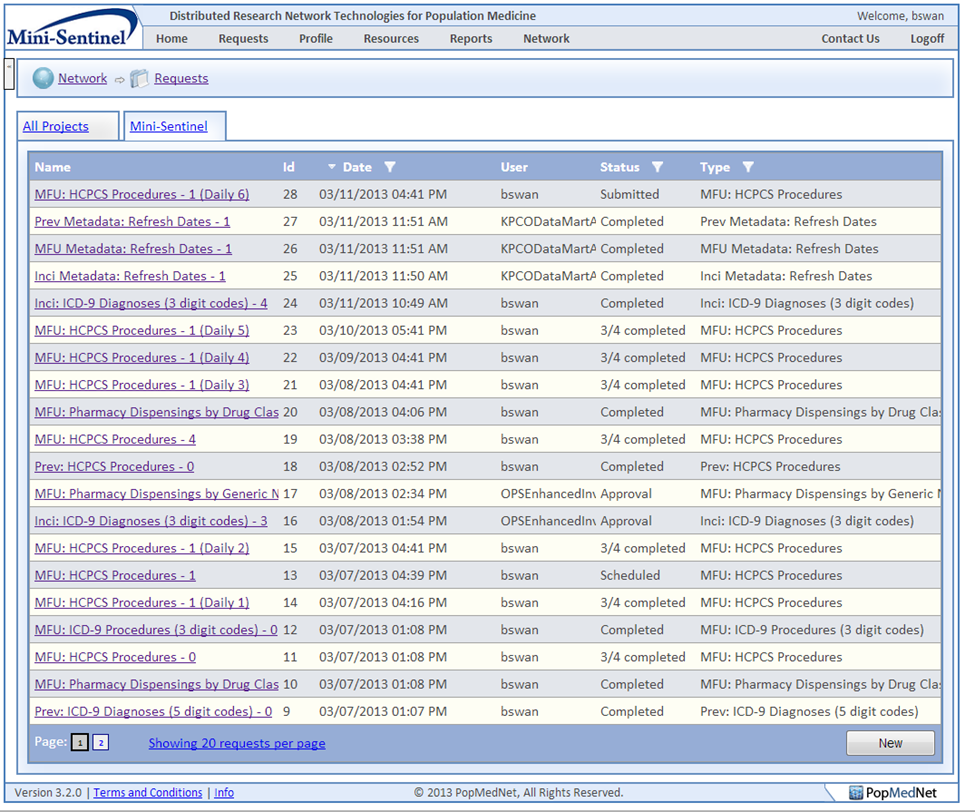 Mini-Sentinel
Distributed Research Network Technologies for Population Medicine Welcome, bswan
Home Requests Profile Resources Reports Network Contact Us Logoff
Network Requests
All Projects Mini-Sentinel
Name Id Date User Status Type
MFU: HCPCS Procedures - 1 (Daily 6) 28 03/11/2013 04:41 PM bswan Submitted MFU: HCPCS Procedures
Prev Metadata: Refresh Dates - 1 27 03/11/2013 11:51 AM KPCODataMartA Completed Prev Metadata: Refresh Dates
MFU Metadata: Refresh Dates - 1 26 03/11/2013 11:51 AM KPCODataMartA Completed MFU Metadata: Refresh Dates
Inci Metadata: Refresh Dates - 1 25 03/11/2013 11:50 AM KPCODataMartA Completed Inci Metadata: Refresh Dates
Inci: ICD-9 Diagnoses (3 digit codes) - 4 24 03/11/2013 10:49 AM bswan Completed Inci: ICD-9 Diagnoses (3 digit codes)
MFU: HCPCS Procedures - 1 (Daily 5) 23 03/10/2013 05:41 PM bswan 3/4 completed MFU: HCPCS Procedures
MFU: HCPCS Procedures - 1 (Daily 4) 22 03/09/2013 04:41 PM bswan 3/4 completed MFU: HCPCS Procedures
MFU: HCPCS Procedures - 1 (Daily 3) 21 03/08/2013 04:41 PM bswan 3/4 completed MFU: HCPCS Procedures
MFU: Pharmacy Dispensings by Drug Clas 20 03/08/2013 04:06 PM bswan Completed MFU: Pharmacy Dispensings by Drug Clas
MFU: HCPCS Procedures - 4 19 03/08/2013 03:38 PM bswan 3/4 completed MFU: HCPCS Procedures
Prev: HCPCS Procedures - 0 18 03/08/2013 02:52 PM bswan Completed Prev: HCPCS Procedures
MFU: Pharmacy Dispensings by Generic N 17 03/08/2013 02:34 PM OPSEnhancedInv Approval MFU: Pharmacy Dispensings by Generic N
Inci: ICD-9 Diagnoses (3 digit codes) - 3 16 03/08/2013 01:54 PM OPSEnhancedInv Approval Inci: ICD-9 Diagnoses (3 digit codes)
MFU: HCPCS Procedures - 1 (Daily 2) 15 03/07/2013 04:41 PM bswan 3/4 completed MFU: HCPCS Procedures
MFU: HCPCS Procedures - 1 13 03/07/2013 04:39 PM bswan Scheduled MFU: HCPCS Procedures
MFU: HCPCS Procedures - 1 (Daily 1) 14 03/07/2013 04:16 PM bswan 3/4 completed MFU: HCPCS Procedures
MFU: ICD-9 Procedures (3 digit codes) - 0 12 03/07/2013 01:08 PM bswan Completed MFU: ICD-9 Procedures (3 digit codes)
MFU: HCPCS Procedures - 0 11 03/07/2013 01:08 PM bswan 3/4 completed MFU: HCPCS Procedures
MFU: Pharmacy Dispensings by Drug Clas 10 03/07/2013 01:08 PM bswan Completed MFU: Pharmacy Dispensings by Drug Clas
Prev: ICD-9 Diagnoses (5 digit codes) - 0 9 03/07/2013 01:07 PM bswan Completed Prev: ICD-9 Diagnoses (5 digit codes)
Page: 1 2 Showing 20 requests per page New
Version 3.2.0 | Terms and Conditions | Info © 2013 PopMedNet, All Rights Reserved. PopMedNet